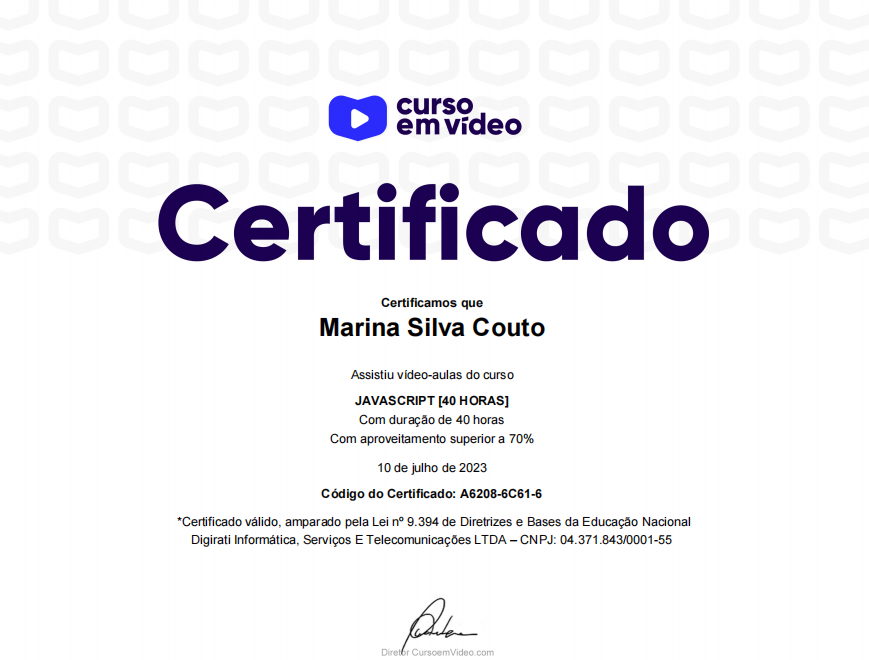 curso
em vídeo
Certificado
Certificamos que
Marina Silva Couto
Assistiu vídeo-aulas do curso
JAVASCRIPT [40 HORAS]
Com duração de 40 horas
Com aproveitamento superior a 70%
10 de julho de 2023
Código do Certificado: A6208-6C61-6
*Certificado válido, amparado pela Lei nº 9.394 de Diretrizes e Bases da Educação Nacional
Digirati Informática, Serviços E Telecomunicações LTDA – CNPJ: 04.371.843/0001-55
Diretor CursoemVideo.com